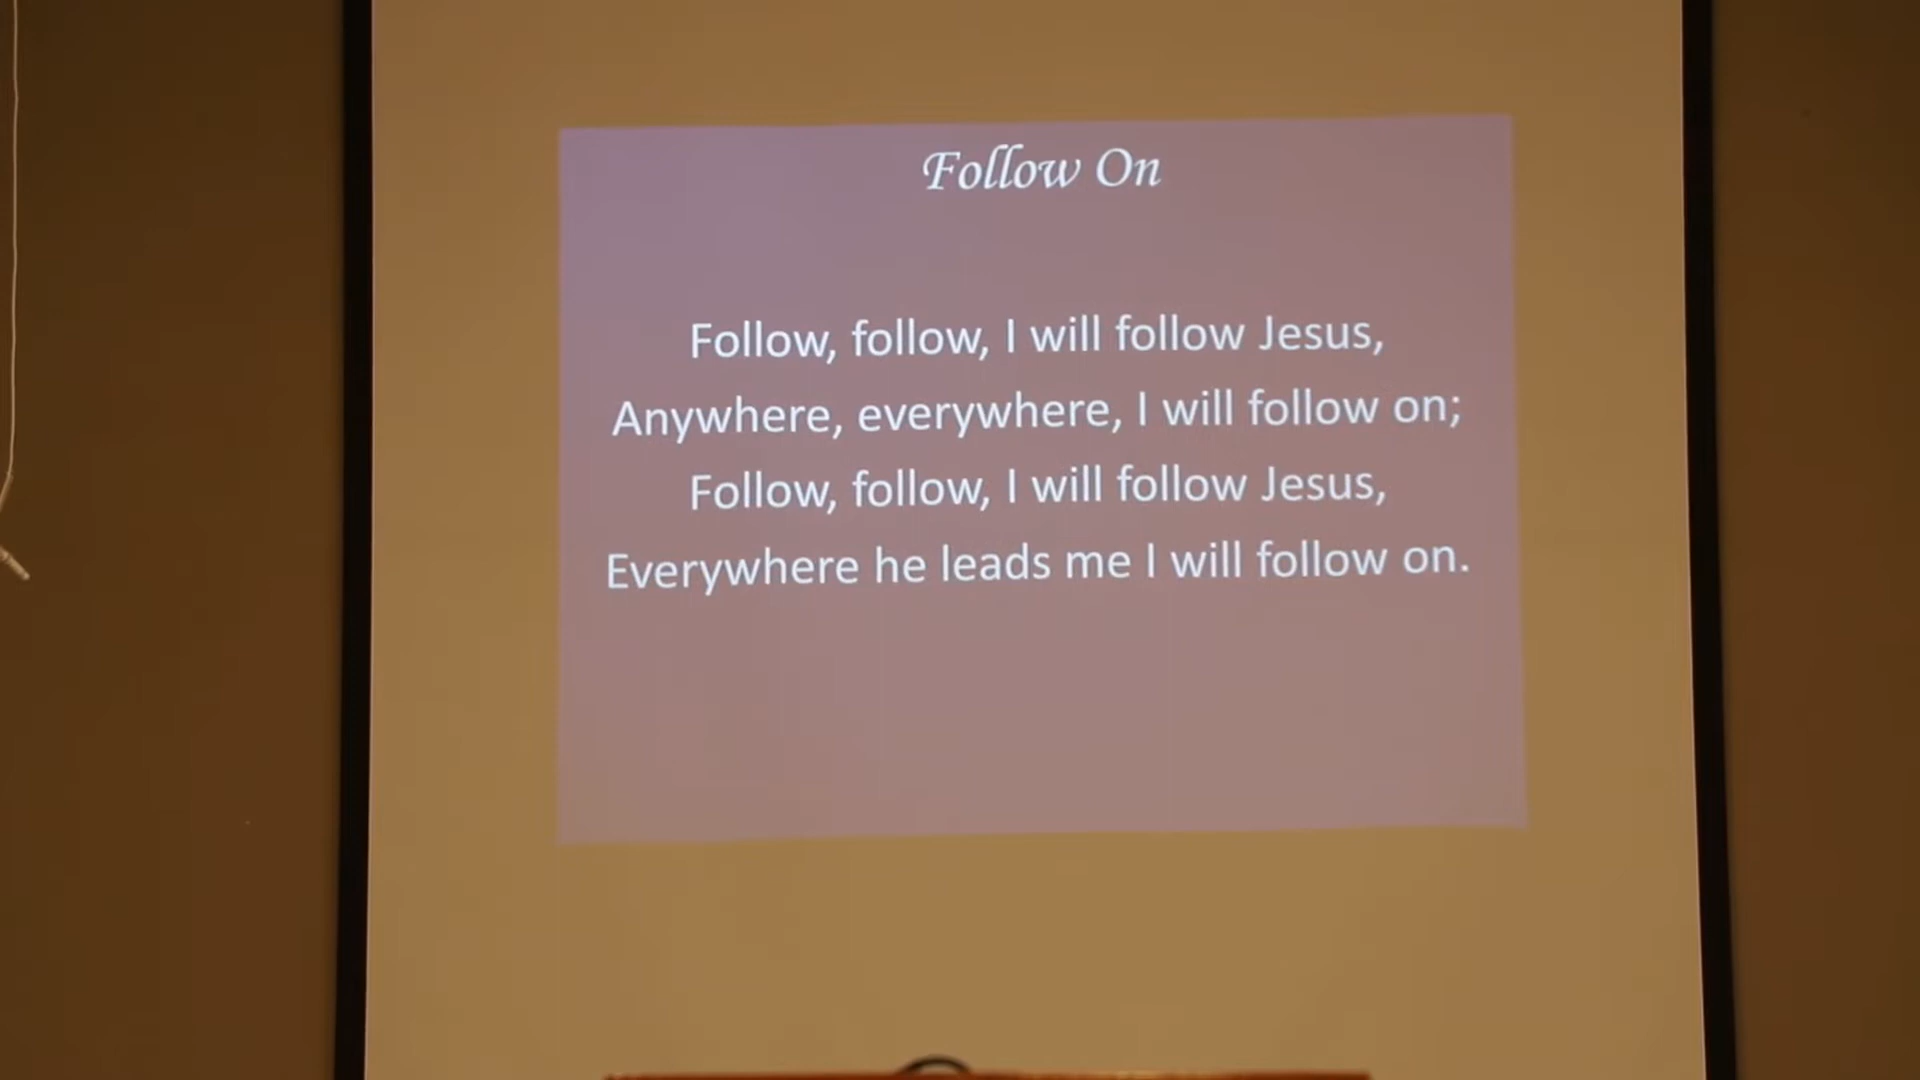 Follow On
Follow, follow, I will follow Jesus,
Anywhere, everywhere, I will follow on;
Follow, follow, I will follow Jesus,
Everywhere he leads me I will follow on.